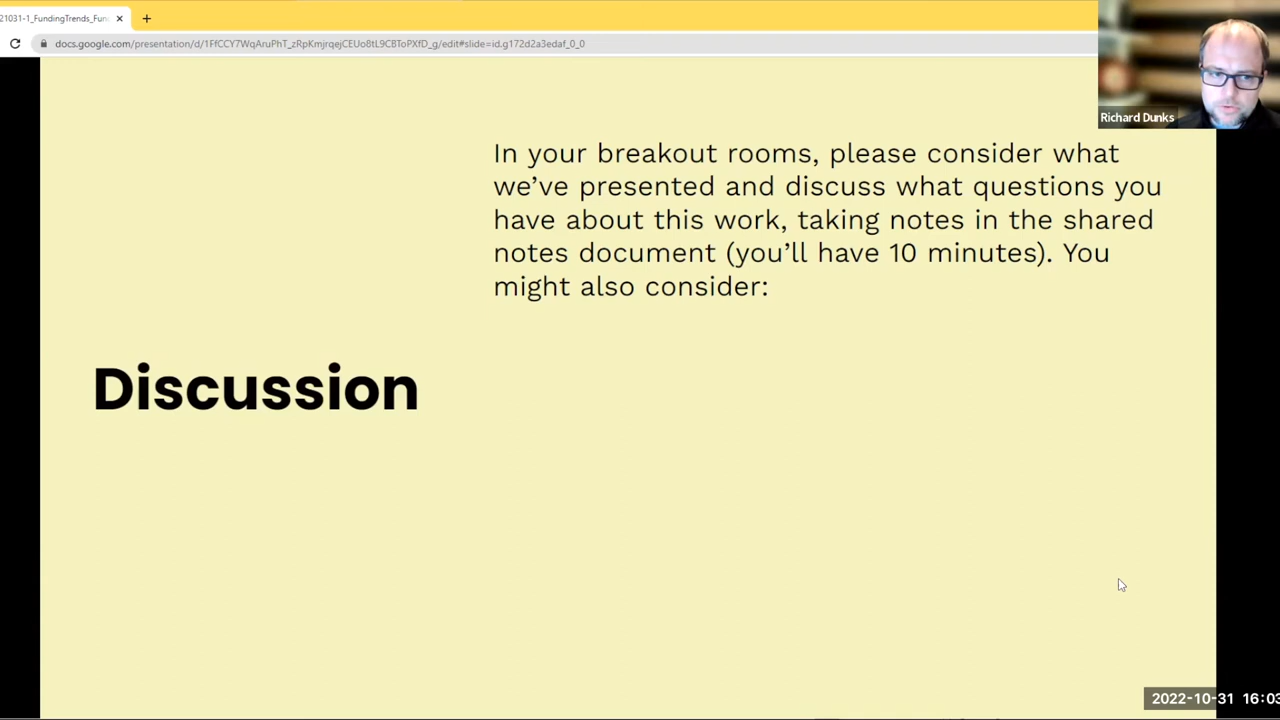 21031-1_FundingTrends_Fun
docs.google.com/presentation/d/1FfCCY7WqAruPhT_zRpKmjrqejCEUo8tL9CBToPXfD_g/edit#slide=id.g172d2a3edaf_0_0
Richard Dunks
In your breakout rooms, please consider what
we've presented and discuss what questions you
have about this work, taking notes in the shared
notes document (you'll have 10 minutes). You
might also consider:
Discussion
2022-10-31 16:03